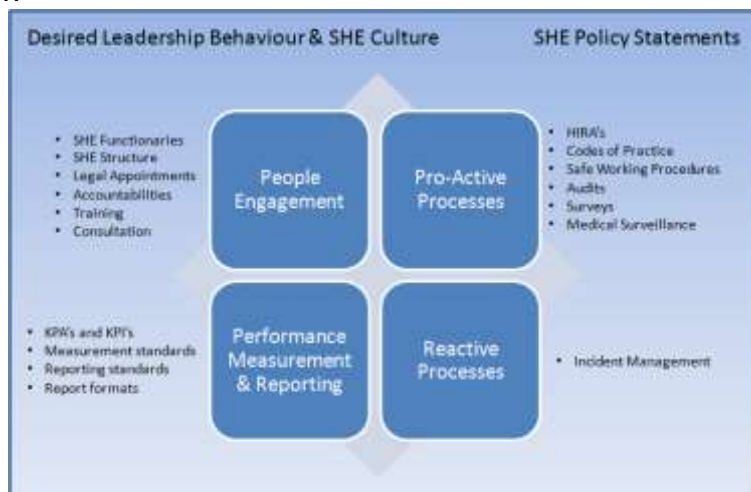 Desired Leadership Behaviour & SHE Culture
SHE Policy Statements
• SHE Functionaries
• SHE Structure
• Legal Appointments
• Accountabilities
• Training
• Consultation
People
Engagement
Pro-Active
Processes
• HIRA's
• Codes of Practice
• Safe Working Procedures
• Audits
• Surveys
• Medical Surveillance
• KPA's and KPI's
• Measurement standards
• Reporting standards
• Report formats
Performance
Measurement
& Reporting
Reactive
Processes
• Incident Management